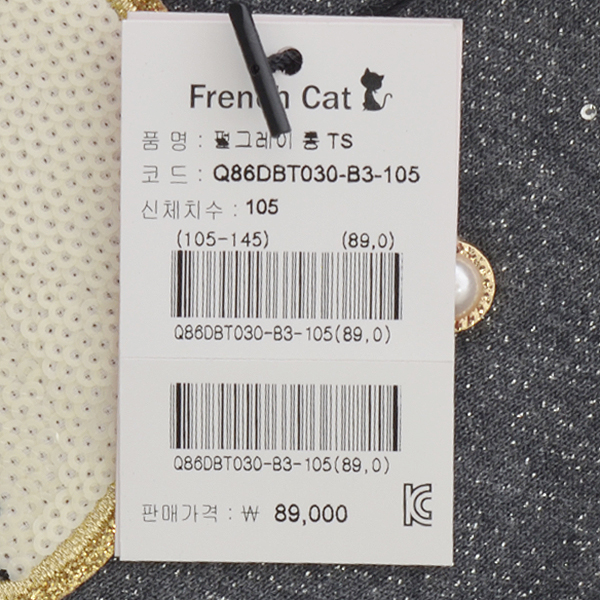 French Cat
품 명 : 펄그레이 롱 TS
코 드 : Q86DBT030-B3-105
신체치수 : 105
(105-145) (89,0)
Q86DBT030-B3-105(89,0)
Q86DBT030-B3-105(89,0)
판매가격 : ₩ 89,000
KC